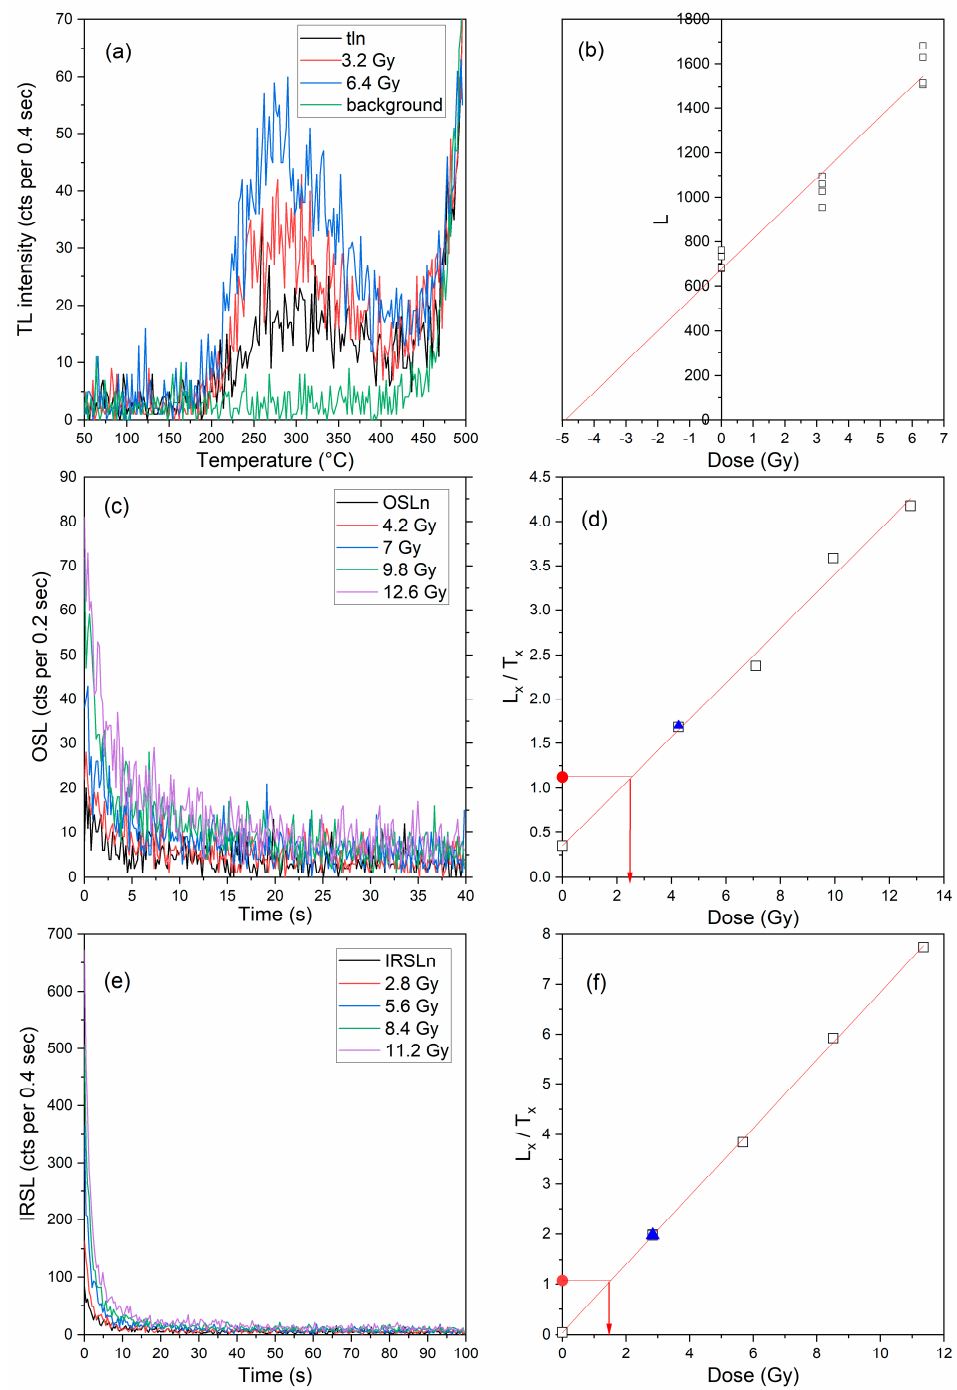 (a)
tln
3.2 Gy
6.4 Gy
background
TL intensity (cts per 0.4 sec)
70
60
50
40
30
20
10
0
50 100 150 200 250 300 350 400 450 500
Temperature (°C)
(b)
L
1800
1600
1400
1200
1000
800
600
400
200
0
-5 -4 -3 -2 -1 0 1 2 3 4 5 6 7
Dose (Gy)
(c)
OSLn
4.2 Gy
7 Gy
9.8 Gy
12.6 Gy
OSL (cts per 0.2 sec)
90
80
70
60
50
40
30
20
10
0
0 5 10 15 20 25 30 35 40
Time (s)
(d)
Lx / Tx
4.5
4.0
3.5
3.0
2.5
2.0
1.5
1.0
0.5
0.0
0 2 4 6 8 10 12 14
Dose (Gy)
(e)
IRSLn
2.8 Gy
5.6 Gy
8.4 Gy
11.2 Gy
IRSL (cts per 0.4 sec)
700
600
500
400
300
200
100
0
0 10 20 30 40 50 60 70 80 90 100
Time (s)
(f)
Lx / Tx
8
7
6
5
4
3
2
1
0
0 2 4 6 8 10 12
Dose (Gy)